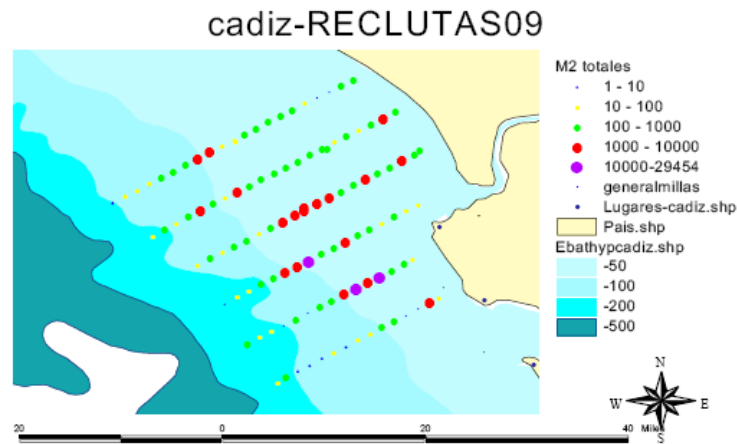 cadiz-RECLUTAS09
M2 totales
1 - 10
10 - 100
100 - 1000
1000 - 10000
10000-29454
generalmillas
Lugares-cadiz.shp
Pais.shp
Ebathypcadiz.shp
-50
-100
-200
-500
N
W E
S
20 0 20 40 Miles